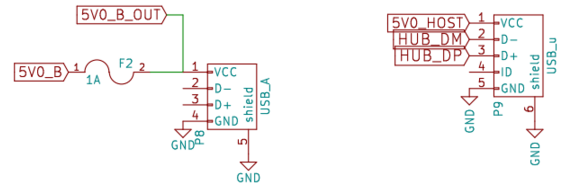 5V0_B_OUT
5V0_B
1
F2
2
1A
1 VCC
2 D-
3 D+
4 GND
shield
USB_A
P8
5
GND
GND
5V0_HOST
HUB_DM
HUB_DP
1 VCC
2 D-
3 D+
4 ID
5 GND
shield
USB_u
P9
6
GND
GND